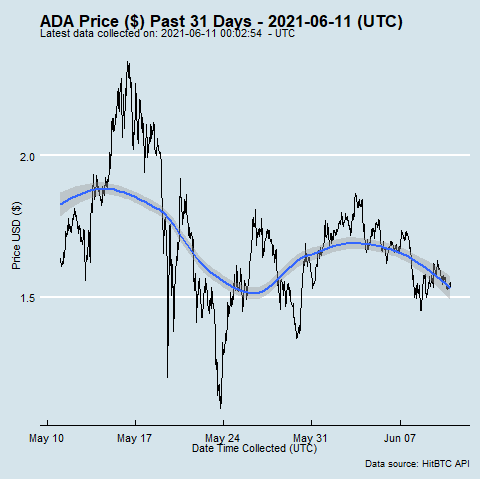 ADA Price ($) Past 31 Days - 2021-06-11 (UTC)
Latest data collected on: 2021-06-11 00:02:54 - UTC
2.0
1.5
Price USD ($)
May 10 May 17 May 24 May 31 Jun 07
Date Time Collected (UTC)
Data source: HitBTC API